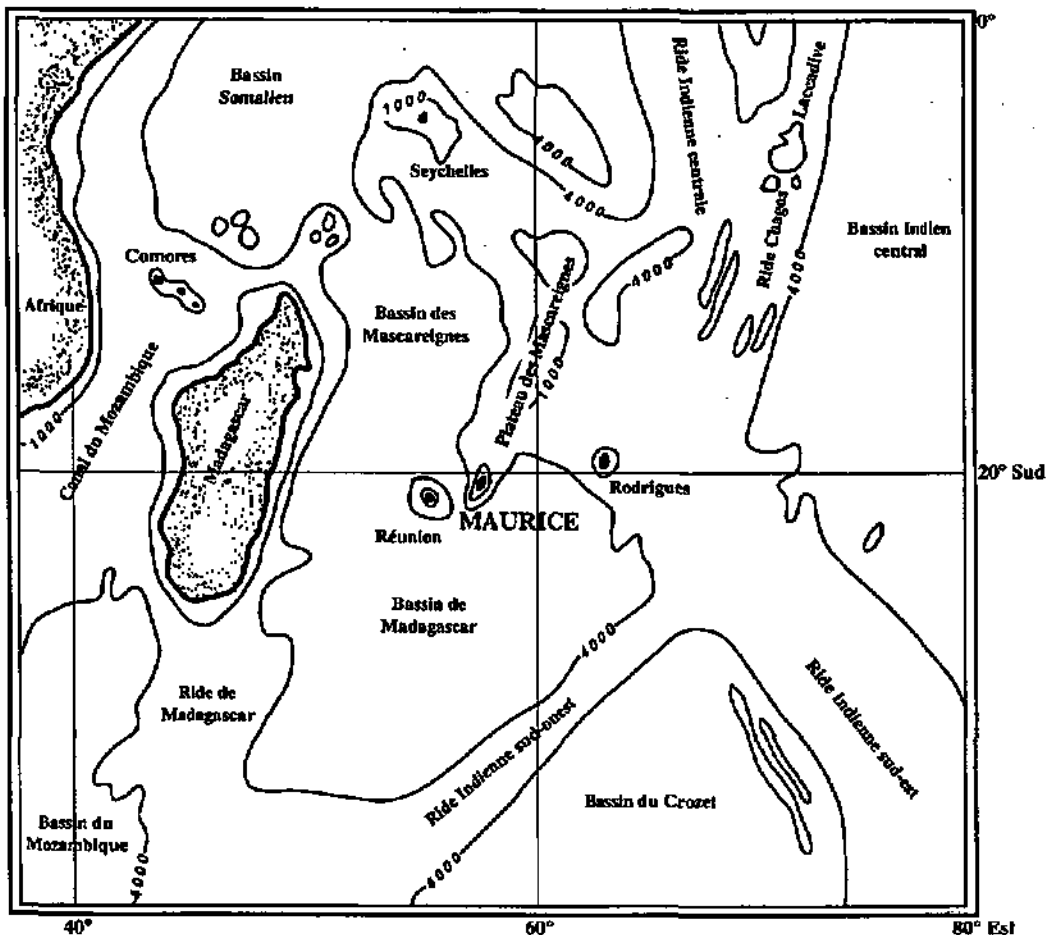 0°
Bassin
Somalien
1000
Seychelles
4000
4000
Ride Indienne centrale
Laccadive
Ride Chagos
4000
Bassin Indien
central
Comores
Afrique
Bassin des
Mascareignes
Plateau des Mascareignes
1000
4000
1000
Canal du Mozambique
Madagascar
20° Sud
Rodrigues
MAURICE
Réunion
Bassin de
Madagascar
4000
Ride de
Madagascar
Ride Indienne sud-ouest
Ride Indienne sud-est
Bassin du Crozet
Bassin du
Mozambique
4000
4000
40°
60°
80° Est